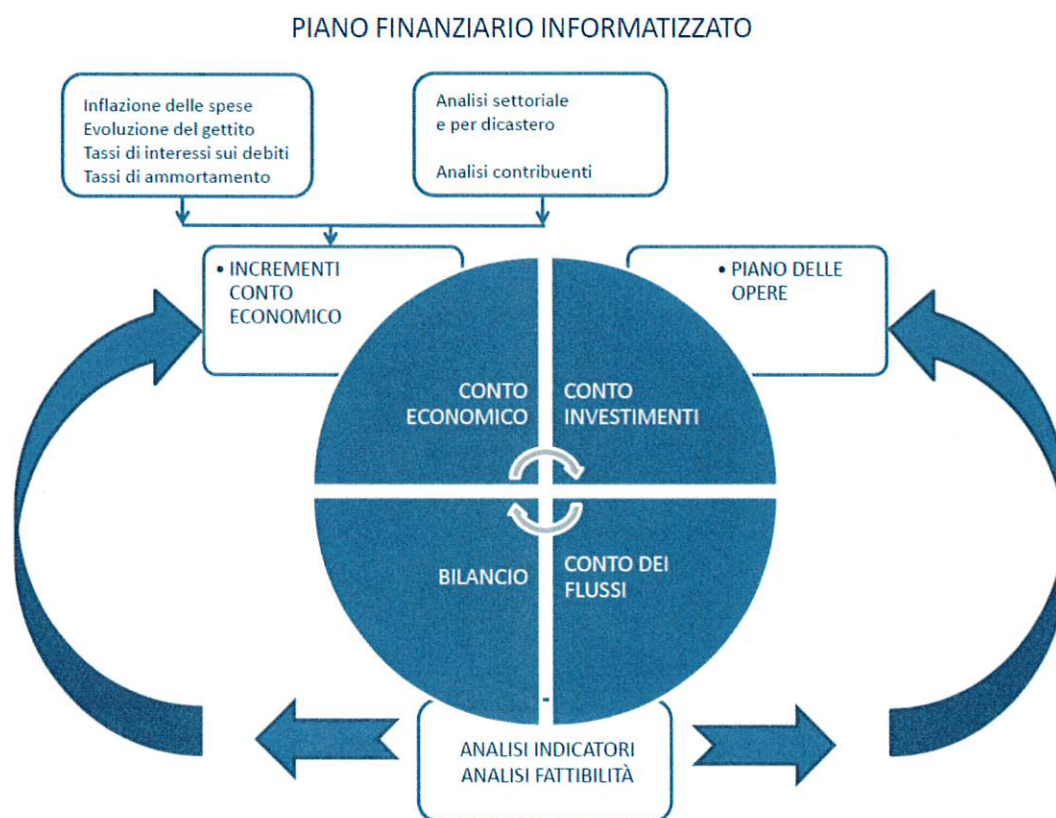 PIANO FINANZIARIO INFORMATIZZATO
Inflazione delle spese
Evoluzione del gettito
Tassi di interessi sui debiti
Tassi di ammortamento
Analisi settoriale
e per dicastero
Analisi contribuenti
• INCREMENTI
CONTO
ECONOMICO
• PIANO DELLE
OPERE
CONTO
ECONOMICO
CONTO
INVESTIMENTI
BILANCIO
CONTO DEI
FLUSSI
ANALISI INDICATORI
ANALISI FATTIBILITÀ